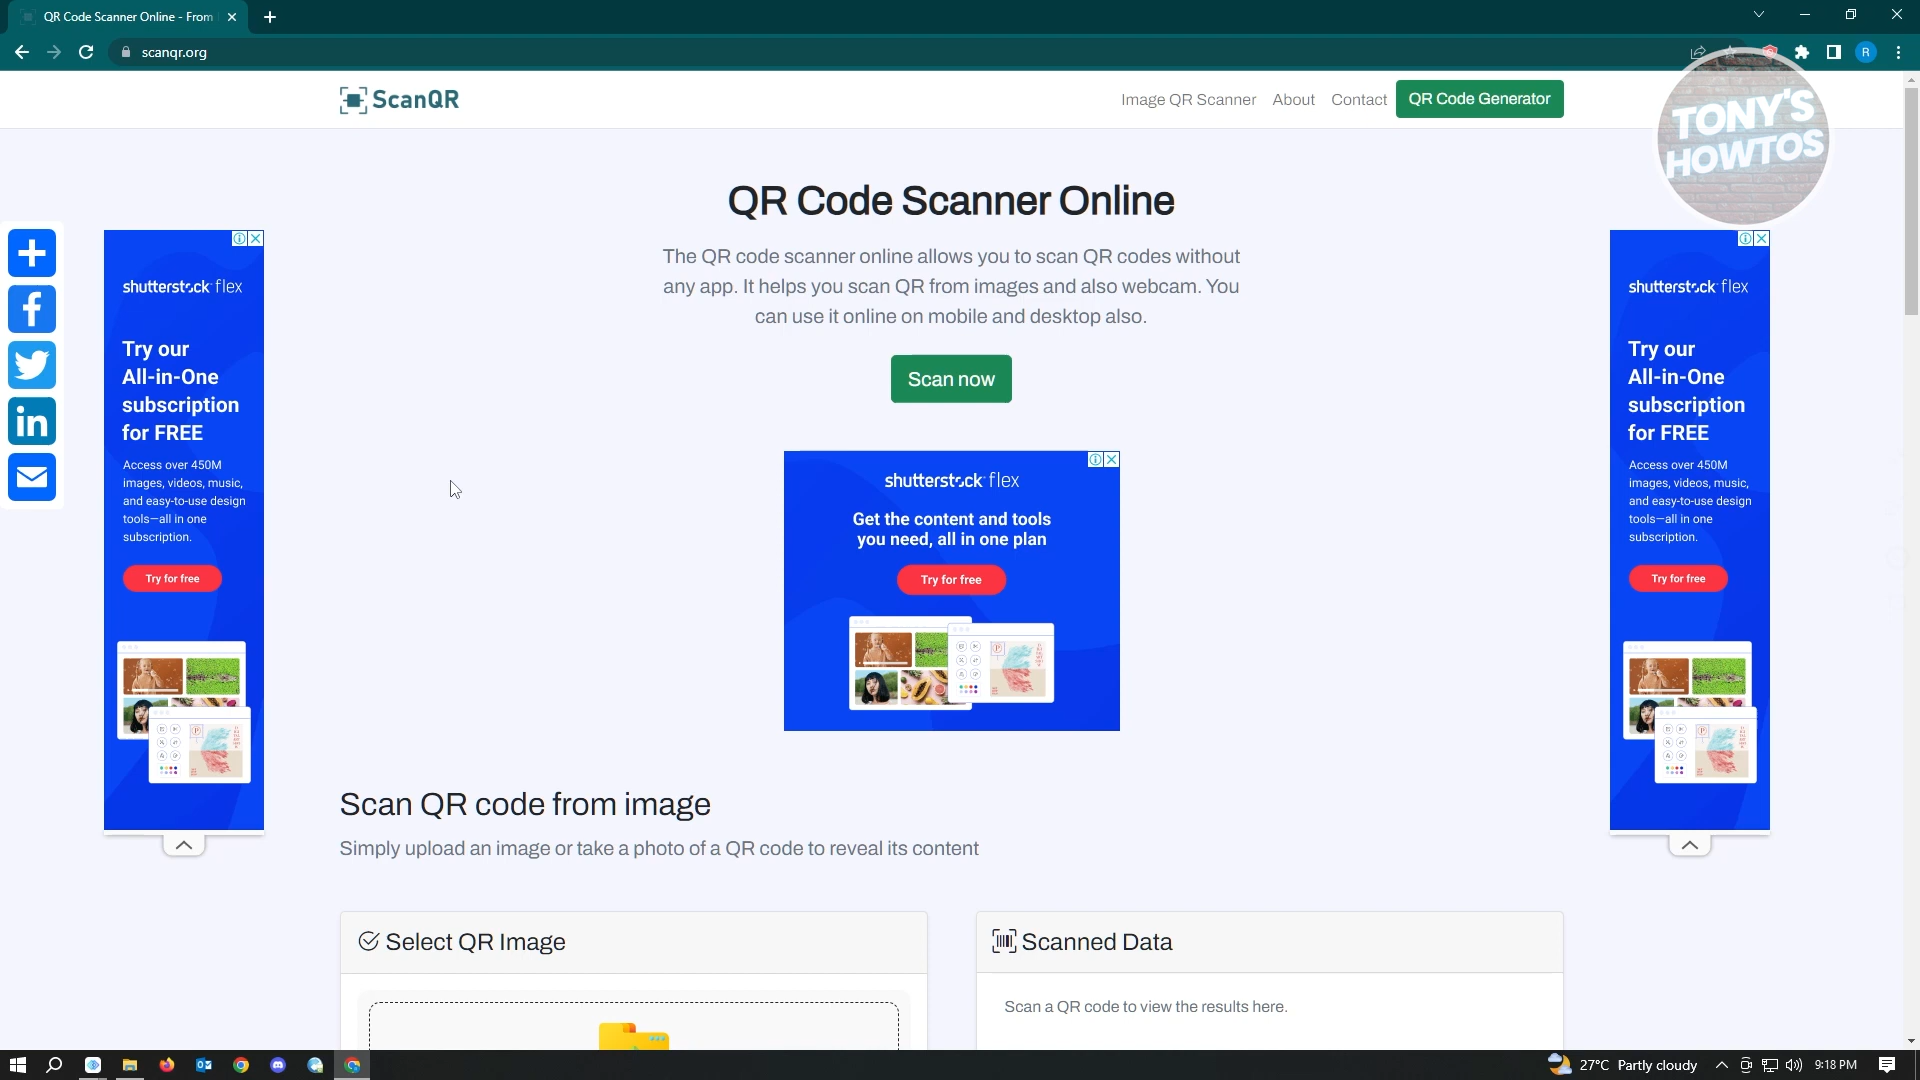 QR Code Scanner Online - From
scanqr.org
R
ScanQR
Image QR Scanner About Contact QR Code Generator
TONY'S
HOWTOS
QR Code Scanner Online
The QR code scanner online allows you to scan QR codes without
any app. It helps you scan QR from images and also webcam. You
can use it online on mobile and desktop also.
Scan now
shutterstock flex
Try our
All-in-One
subscription
for FREE
Access over 450M
images, videos, music,
and easy-to-use design
tools—all in one
subscription.
Try for free
shutterstock flex
Get the content and tools
you need, all in one plan
Try for free
shutterstock flex
Try our
All-in-One
subscription
for FREE
Access over 450M
images, videos, music,
and easy-to-use design
tools—all in one
subscription.
Try for free
Scan QR code from image
Simply upload an image or take a photo of a QR code to reveal its content
Select QR Image
Scanned Data
Scan a QR code to view the results here.
27°C Partly cloudy
9:18 PM